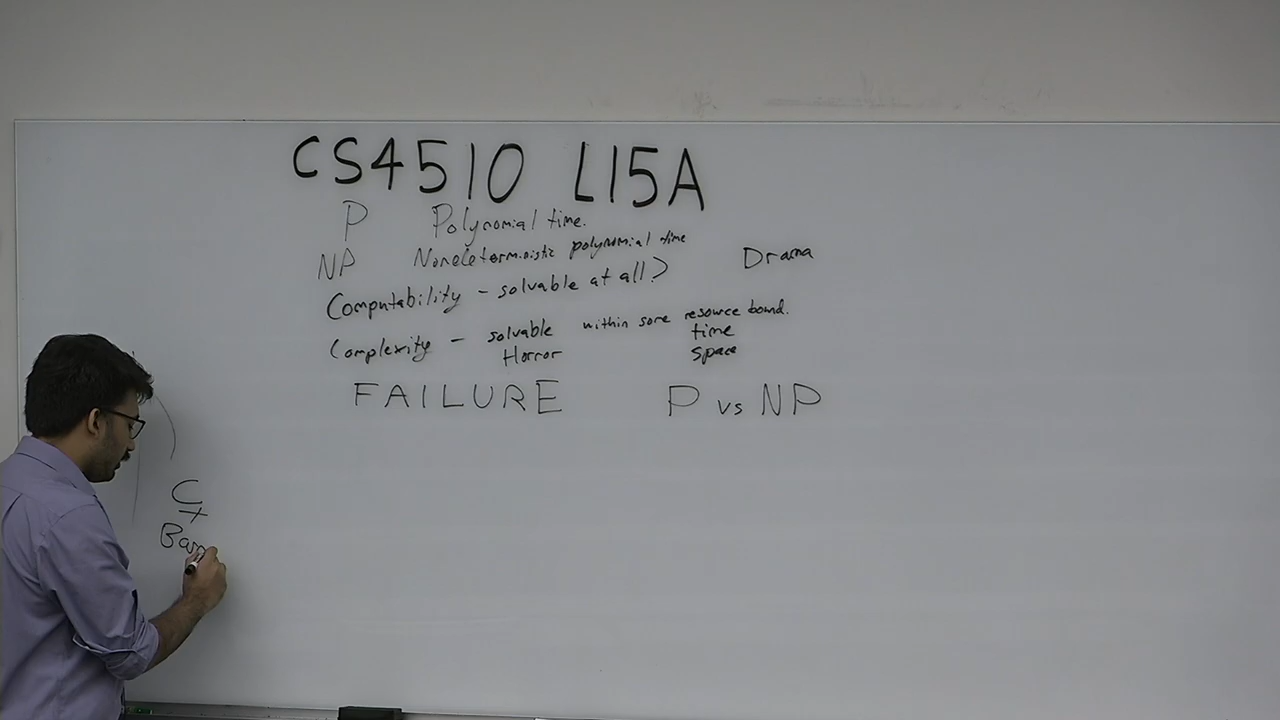 CS4510 L15A
P Polynomial time.
NP Nondeterministic polynomial time
Drama
Computability - solvable at all?
Complexity - solvable within some resource bound.
Horror
time
space
FAILURE P vs NP
C